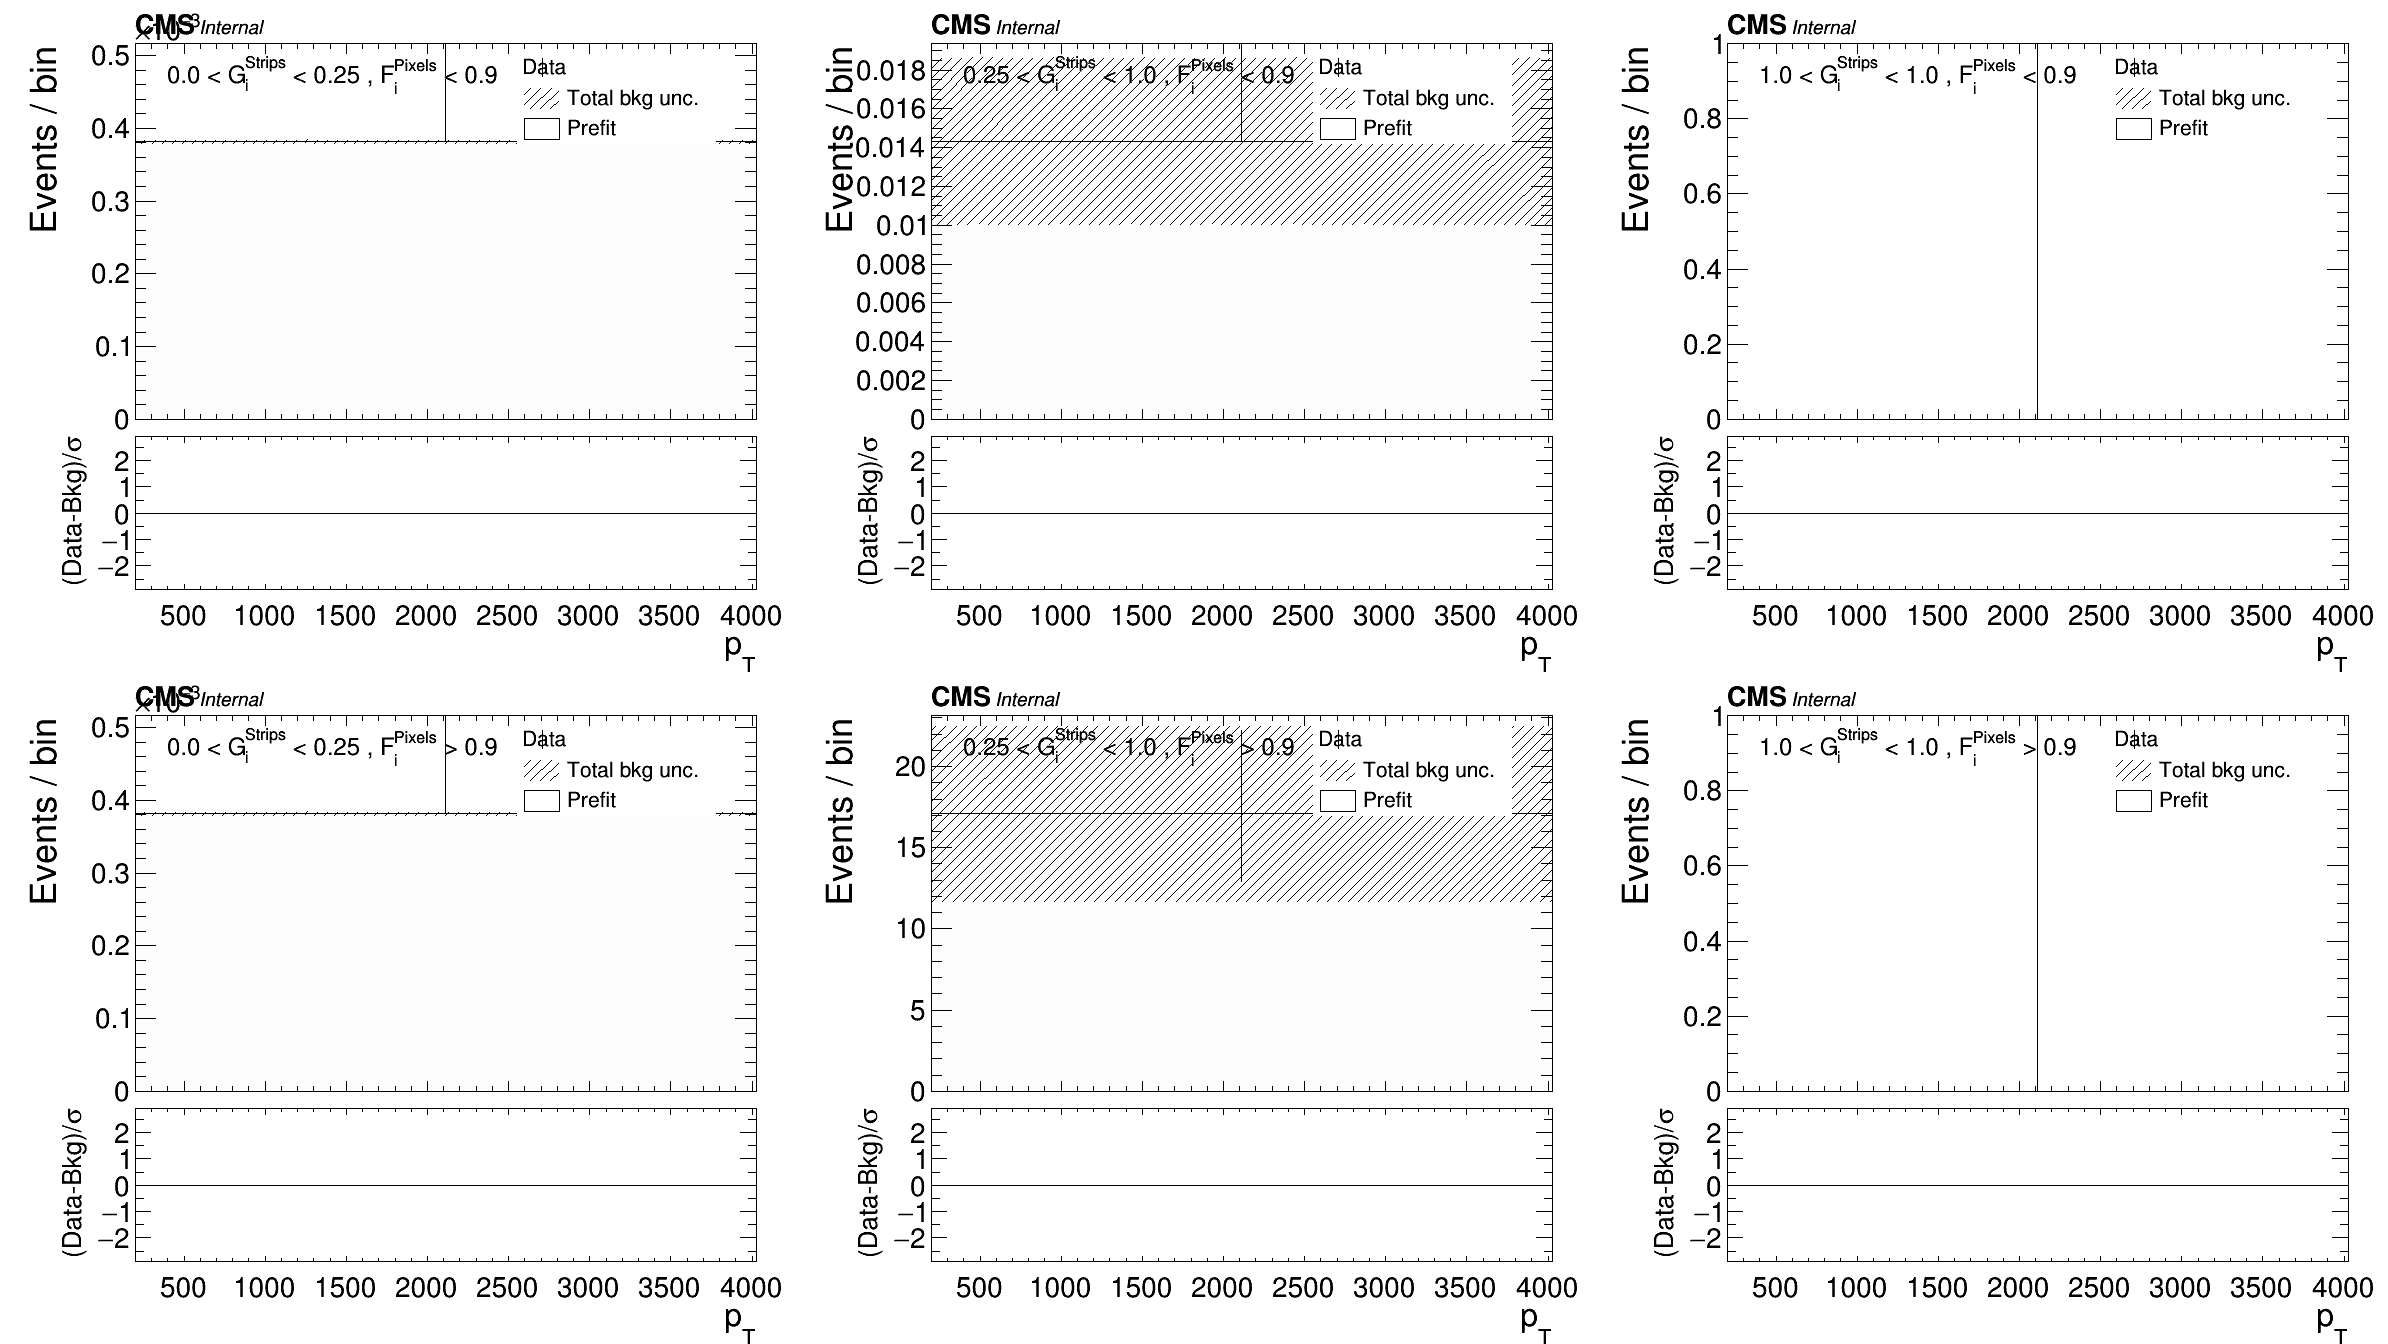 CMS Internal
×10⁻³
Events / bin
0.0 < G_i^Strips < 0.25 , F_i^Pixels < 0.9
Data
Total bkg unc.
Prefit
0.5
0.4
0.3
0.2
0.1
0
(Data-Bkg)/σ
2
1
0
−1
−2
500 1000 1500 2000 2500 3000 3500 4000
p_T
CMS Internal
Events / bin
0.25 < G_i^Strips < 1.0 , F_i^Pixels < 0.9
Data
Total bkg unc.
Prefit
0.018
0.016
0.014
0.012
0.01
0.008
0.006
0.004
0.002
0
(Data-Bkg)/σ
2
1
0
−1
−2
500 1000 1500 2000 2500 3000 3500 4000
p_T
CMS Internal
Events / bin
1.0 < G_i^Strips < 1.0 , F_i^Pixels < 0.9
Data
Total bkg unc.
Prefit
1
0.8
0.6
0.4
0.2
0
(Data-Bkg)/σ
2
1
0
−1
−2
500 1000 1500 2000 2500 3000 3500 4000
p_T
CMS Internal
×10⁻³
Events / bin
0.0 < G_i^Strips < 0.25 , F_i^Pixels > 0.9
Data
Total bkg unc.
Prefit
0.5
0.4
0.3
0.2
0.1
0
(Data-Bkg)/σ
2
1
0
−1
−2
500 1000 1500 2000 2500 3000 3500 4000
p_T
CMS Internal
Events / bin
0.25 < G_i^Strips < 1.0 , F_i^Pixels > 0.9
Data
Total bkg unc.
Prefit
20
15
10
5
0
(Data-Bkg)/σ
2
1
0
−1
−2
500 1000 1500 2000 2500 3000 3500 4000
p_T
CMS Internal
Events / bin
1.0 < G_i^Strips < 1.0 , F_i^Pixels > 0.9
Data
Total bkg unc.
Prefit
1
0.8
0.6
0.4
0.2
0
(Data-Bkg)/σ
2
1
0
−1
−2
500 1000 1500 2000 2500 3000 3500 4000
p_T